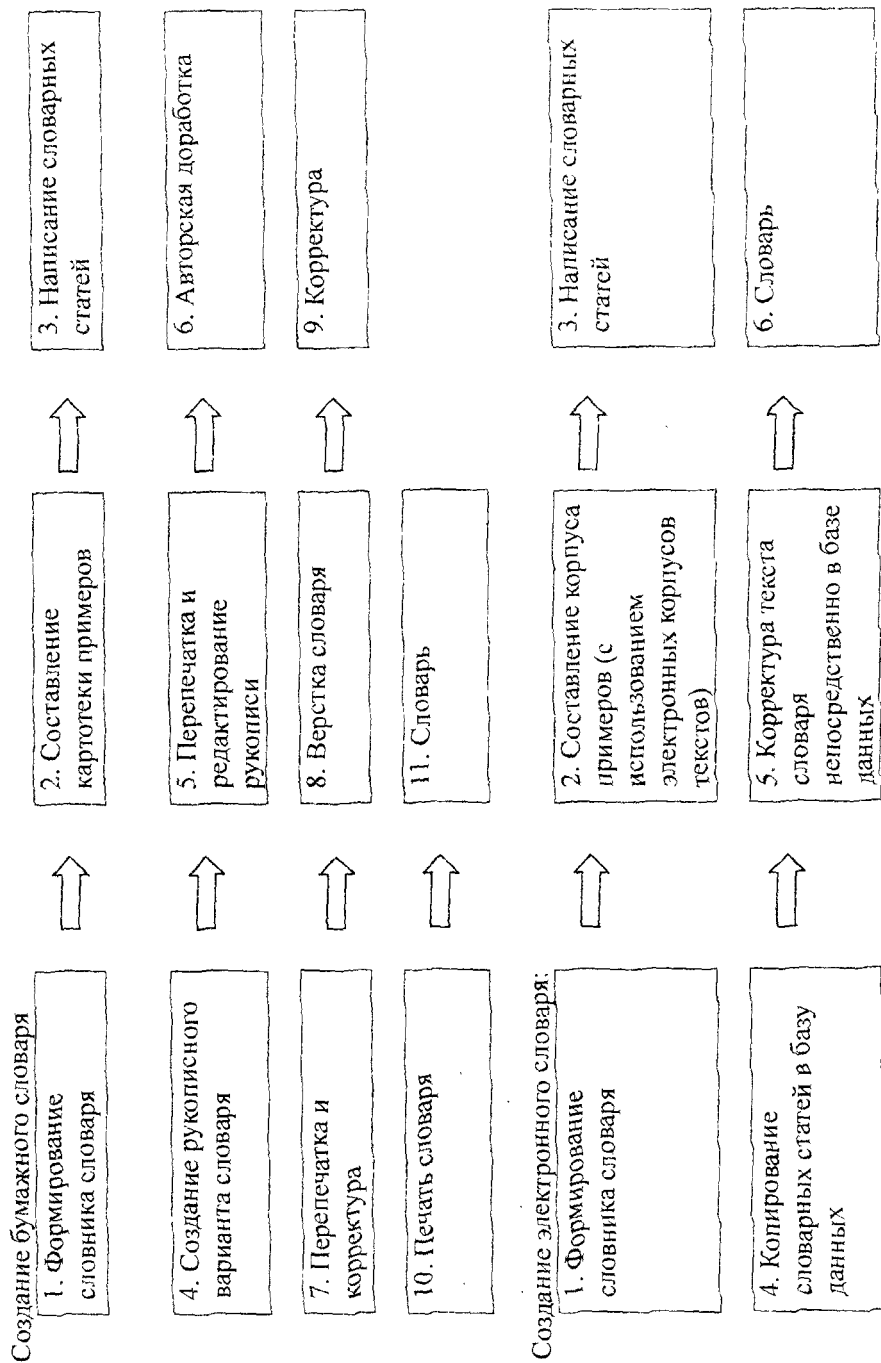 Создание бумажного словаря
1. Формирование
словника словаря
2. Составление
картотеки примеров
3. Написание словарных
статей
4. Создание рукописного
варианта словаря
5. Перепечатка и
редактирование
рукописи
6. Авторская доработка
7. Перепечатка и
корректура
8. Верстка словаря
9. Корректура
10. Печать словаря
11. Словарь
Создание электронного словаря:
1. Формирование
словника словаря
2. Составление корпуса
примеров (с
использованием
электронных корпусов
текстов)
3. Написание словарных
статей
4. Копирование
словарных статей в базу
данных
5. Корректура текста
словаря
непосредственно в базе
данных
6. Словарь